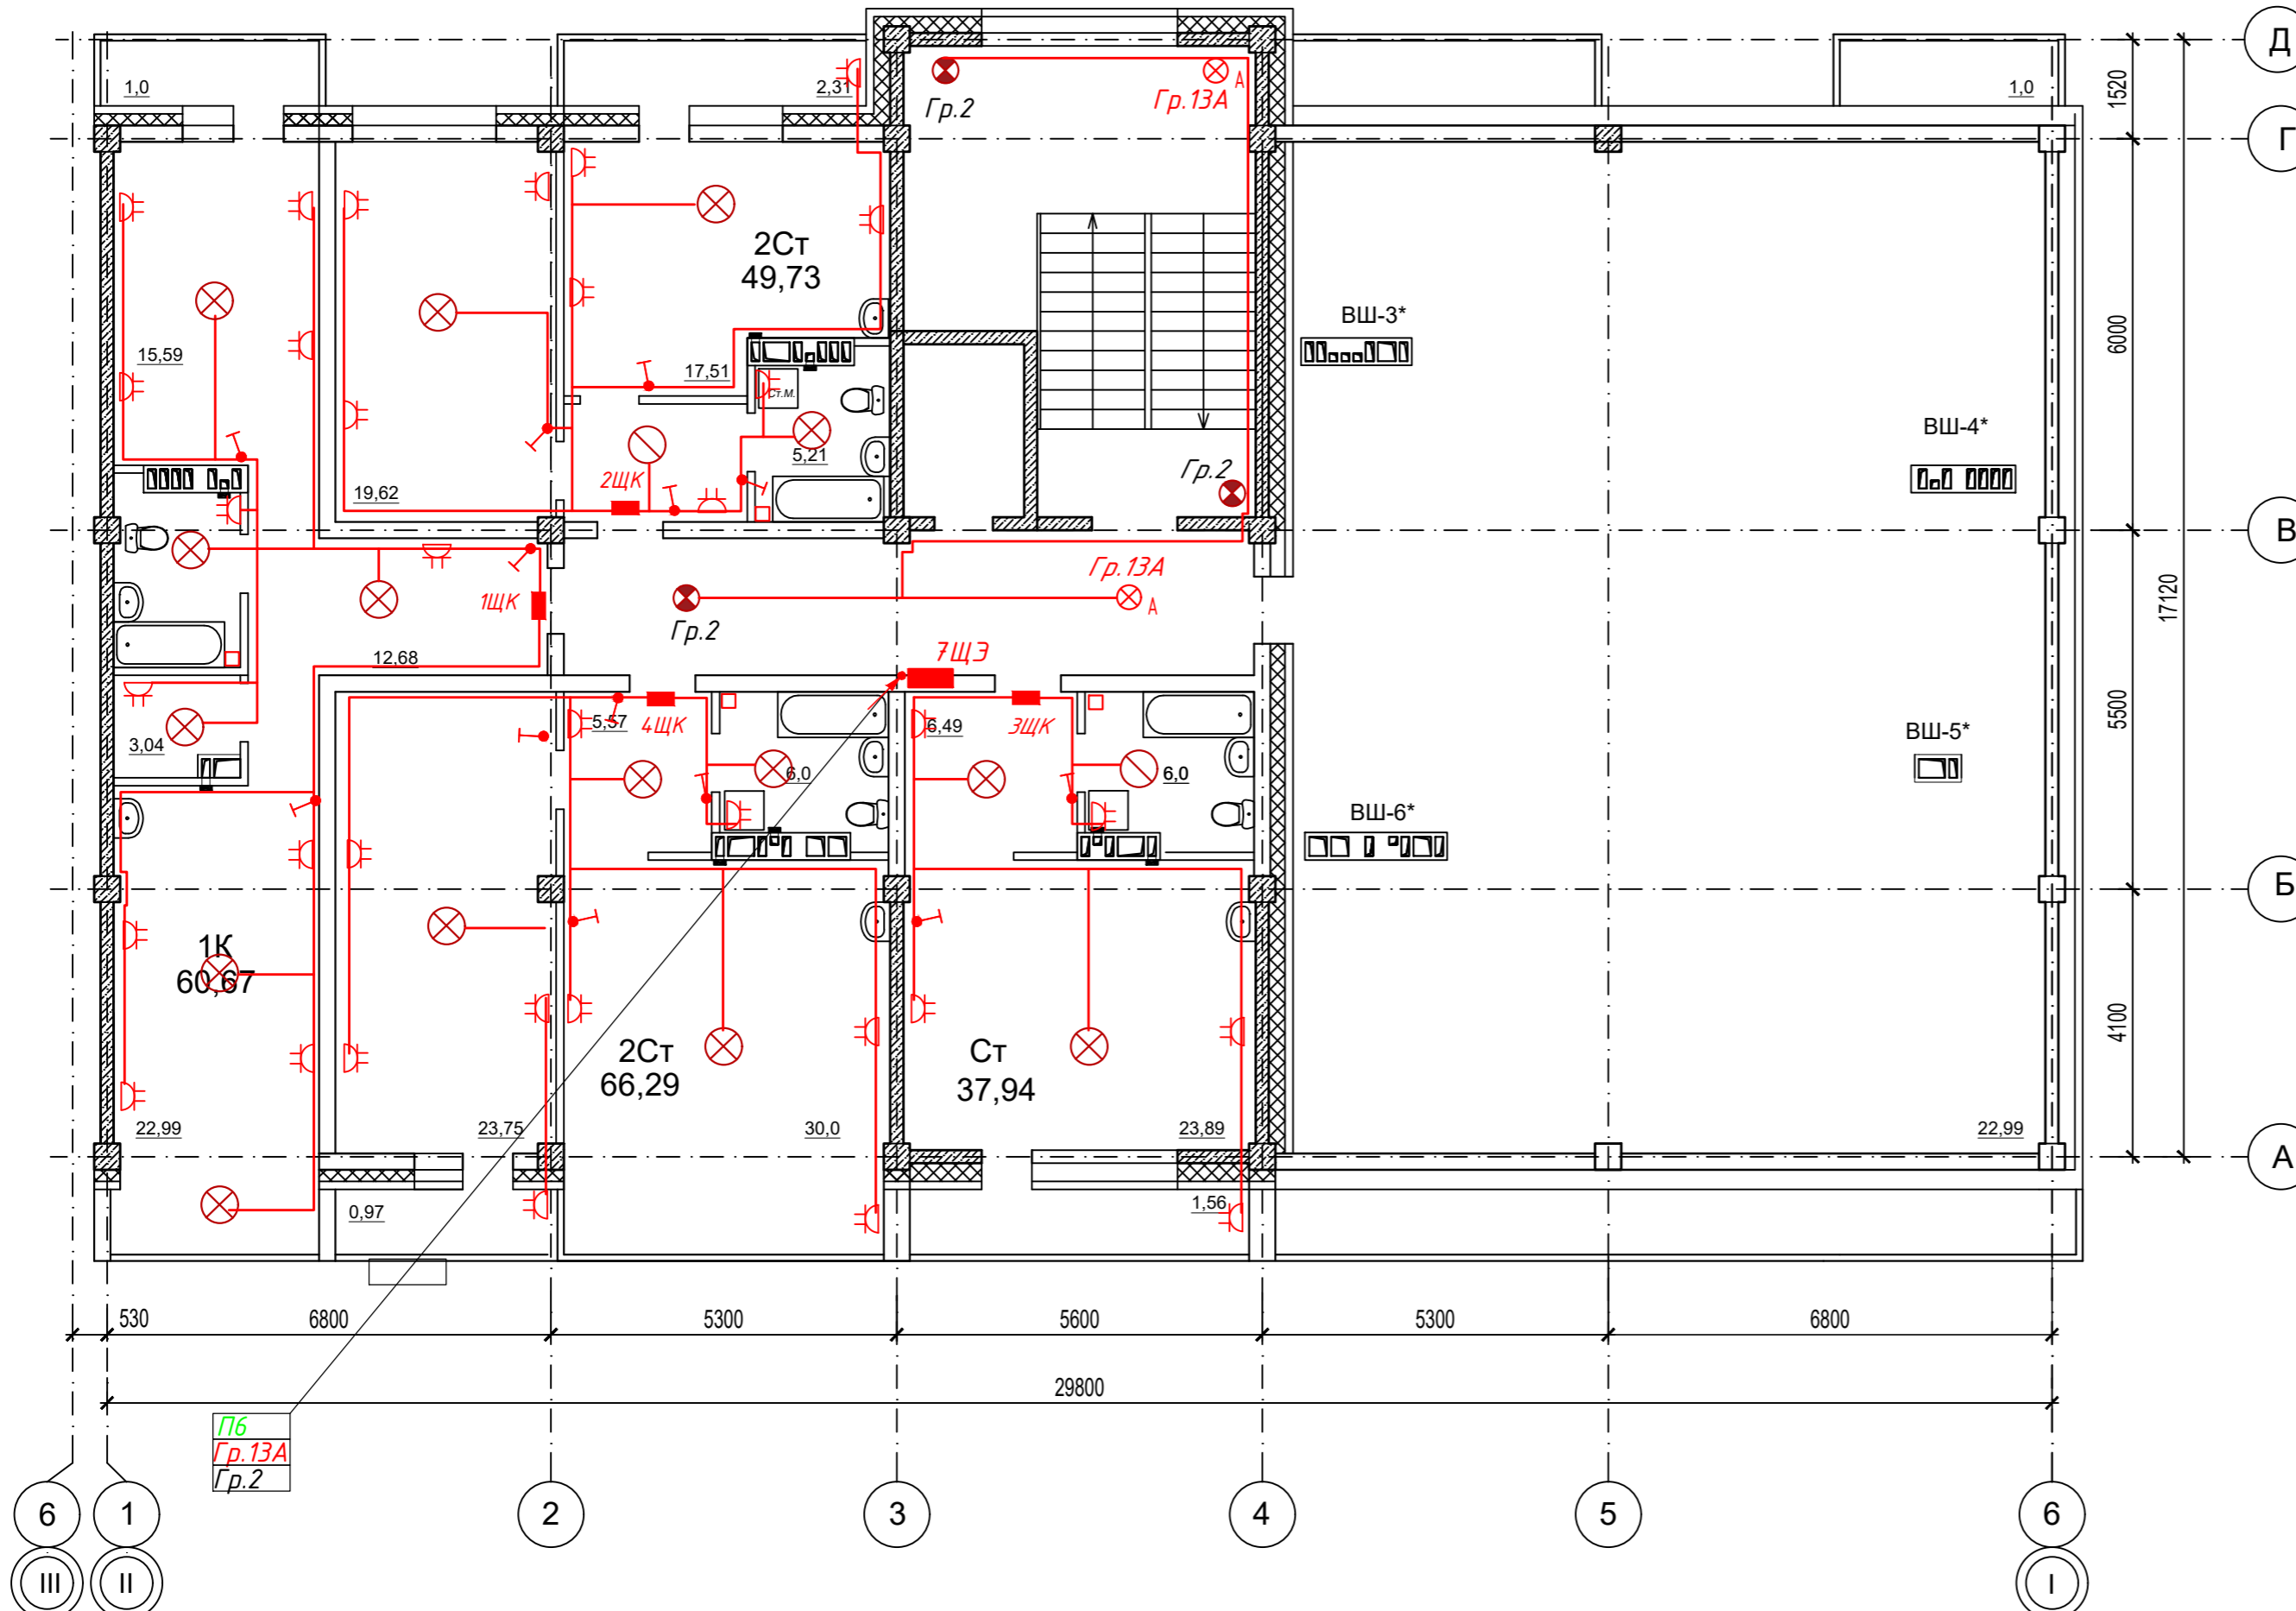 Д
1,0
2,31
Гр.2
Гр.13А
А
1,0
1520
Г
2Ст
49,73
ВШ-3*
6000
17120
15,59
17,51
Ст.М.
ВШ-4*
5,21
2ЩК
Гр.2
19,62
В
Гр.13А
А
1ЩК
Гр.2
12,68
7ЩЭ
5500
5,57
4ЩК
6,49
3ЩК
ВШ-5*
3,04
6,0
6,0
ВШ-6*
Б
1К
60,67
2Ст
66,29
Ст
37,94
4100
22,99
23,75
30,0
23,89
22,99
А
0,97
1,56
530
6800
5300
5600
5300
6800
29800
П6
Гр.13А
Гр.2
6
1
2
3
4
5
6
III
II
I